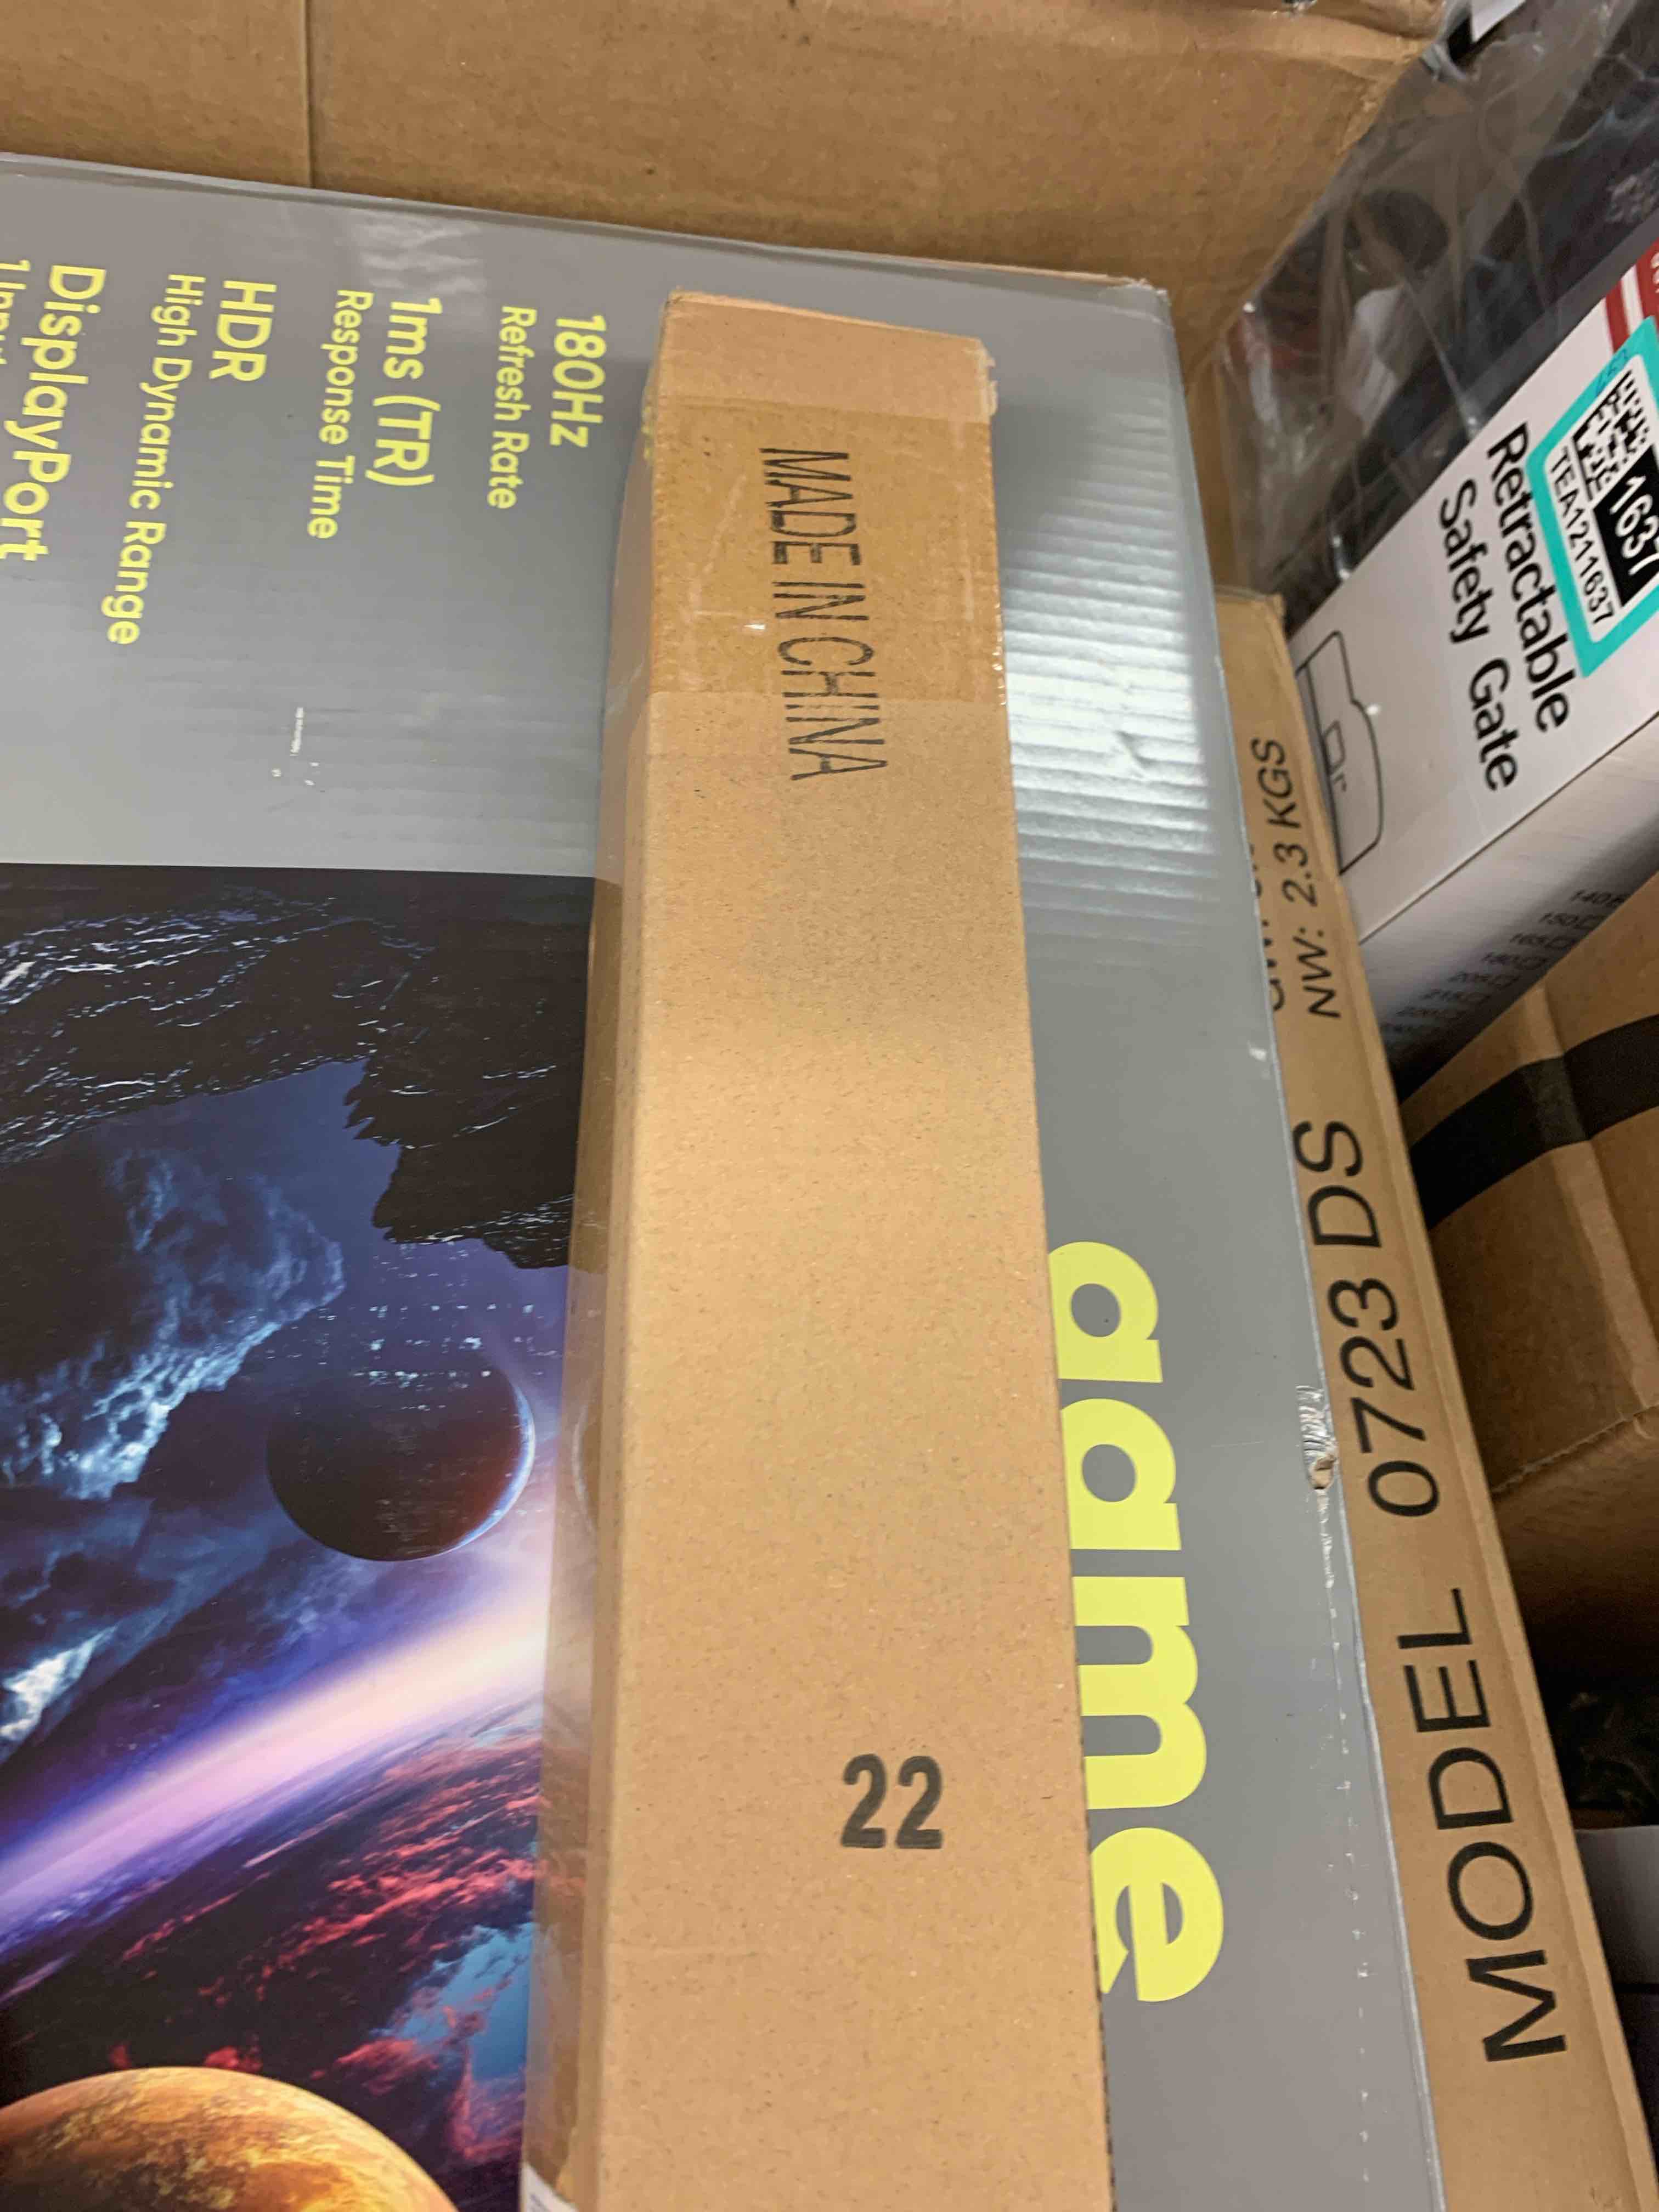 180Hz
Refresh Rate
1ms (TR)
Response Time
HDR
High Dynamic Range
DisplayPort
MADE IN CHINA
22
game
NW: 2.3 KGS
MODEL 0723 DS
1637
TEA1211637
Retractable
Safety Gate